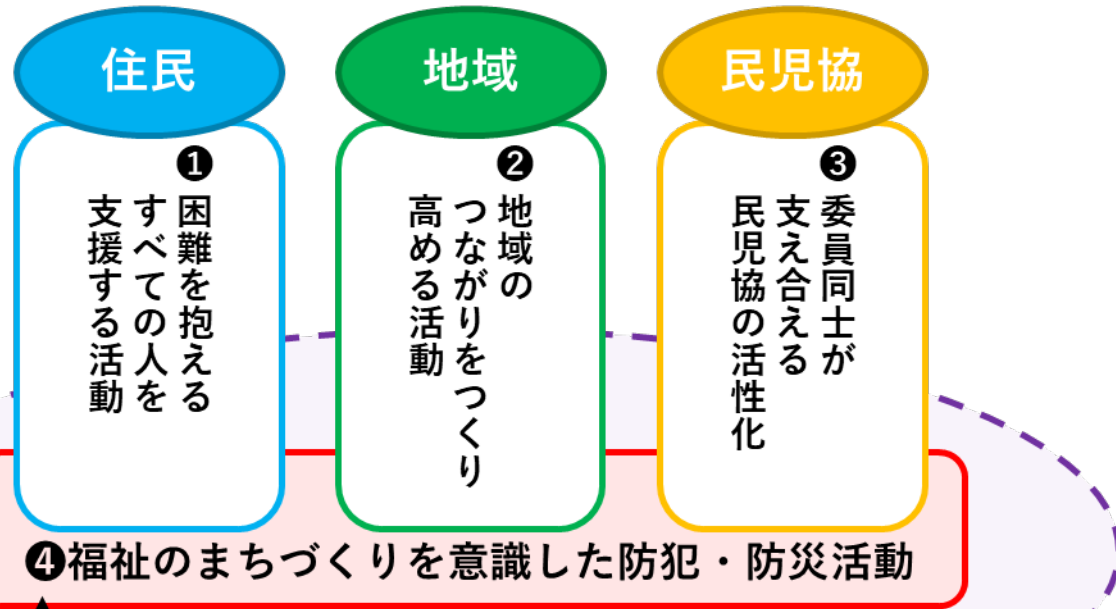 住民
❶
困難を抱える
すべての人を
支援する活動
地域
❷
地域の
つながりをつくり
高める活動
民児協
❸
委員同士が
支え合える
民児協の活性化
❹福祉のまちづくりを意識した防犯・防災活動